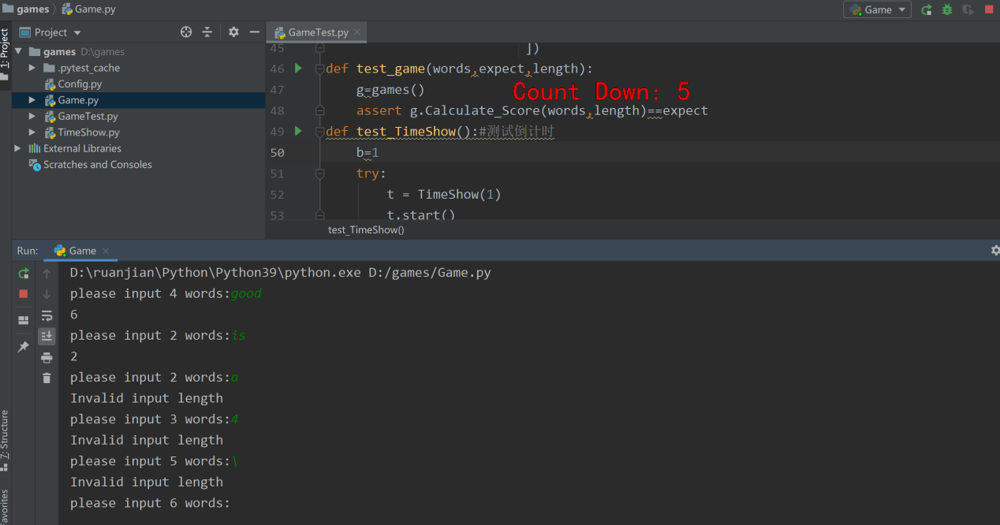 games 〉 Game.py
Game
1: Project
Project
games D:\games
.pytest_cache
Config.py
Game.py
GameTest.py
TimeShow.py
External Libraries
Scratches and Consoles
GameTest.py ×
45 ])
46 def test_game(words,expect,length):
47 g=games()
Count Down: 5
48 assert g.Calculate_Score(words,length)==expect
49 def test_TimeShow():#测试倒计时
50 b=1
51 try:
52 t = TimeShow(1)
53 t.start()
test_TimeShow()
Run: Game ×
D:\ruanjian\Python\Python39\python.exe D:/games/Game.py
please input 4 words:good
6
please input 2 words:is
2
please input 2 words:a
Invalid input length
please input 3 words:4
Invalid input length
please input 5 words:\
Invalid input length
please input 6 words:
7: Structure
avorites